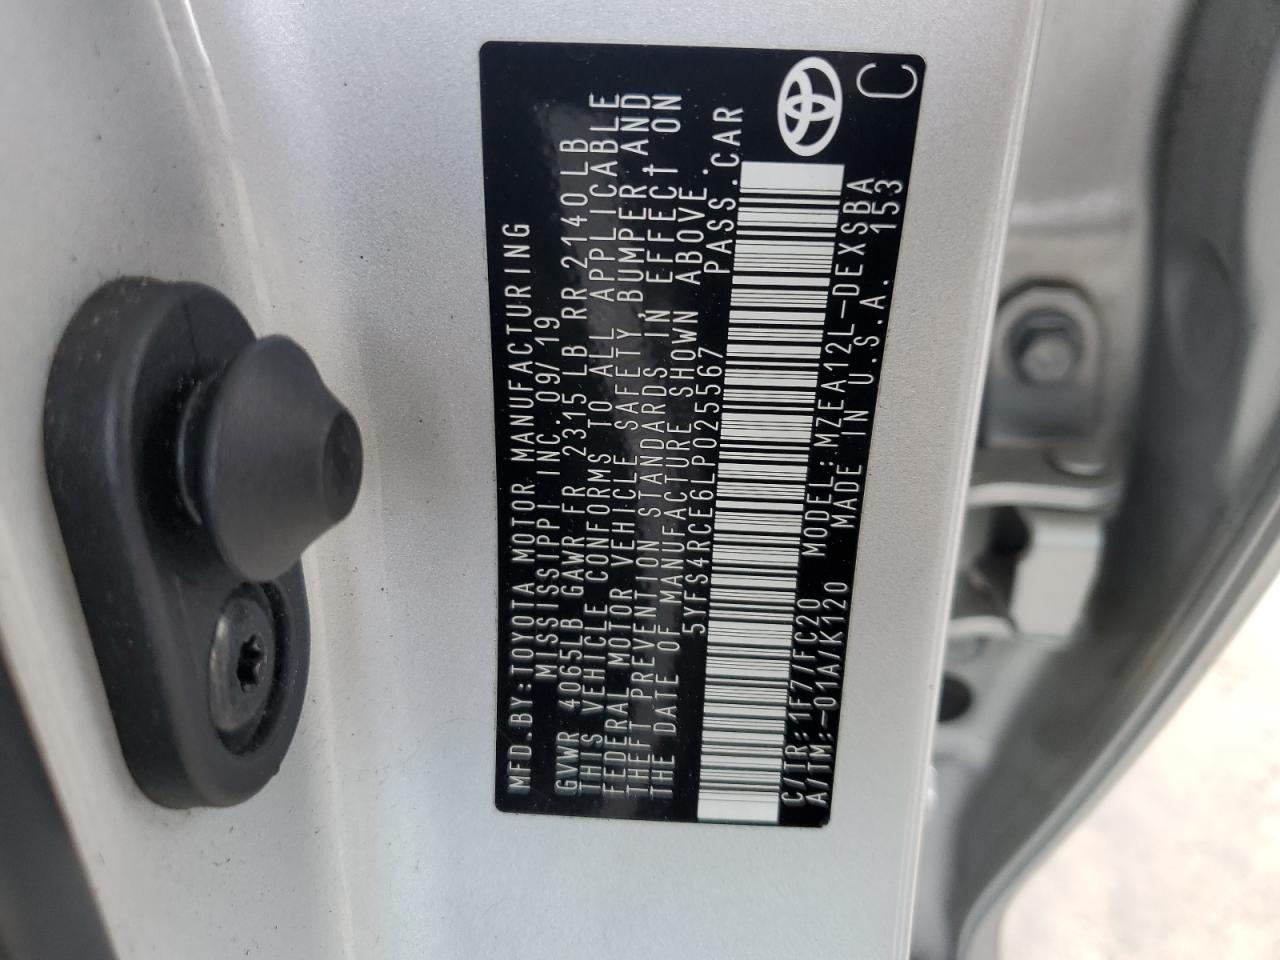 MFD.BY:TOYOTA MOTOR MANUFACTURING
MISSISSIPPI INC.09/19
GVWR 4065LB GAWR FR 2315LB RR 2140LB
THIS VEHICLE CONFORMS TO ALL APPLICABLE
FEDERAL MOTOR VEHICLE SAFETY,BUMPER,AND
THEFT PREVENTION STANDARDS IN EFFECT ON
THE DATE OF MANUFACTURE SHOWN ABOVE.
5YFS4RCE6LP025567 PASS.CAR
C/TR:1F7/FC20 MODEL:MZEA12L-DEXSBA
A/TM:-01A/K120 MADE IN U.S.A. 153
C